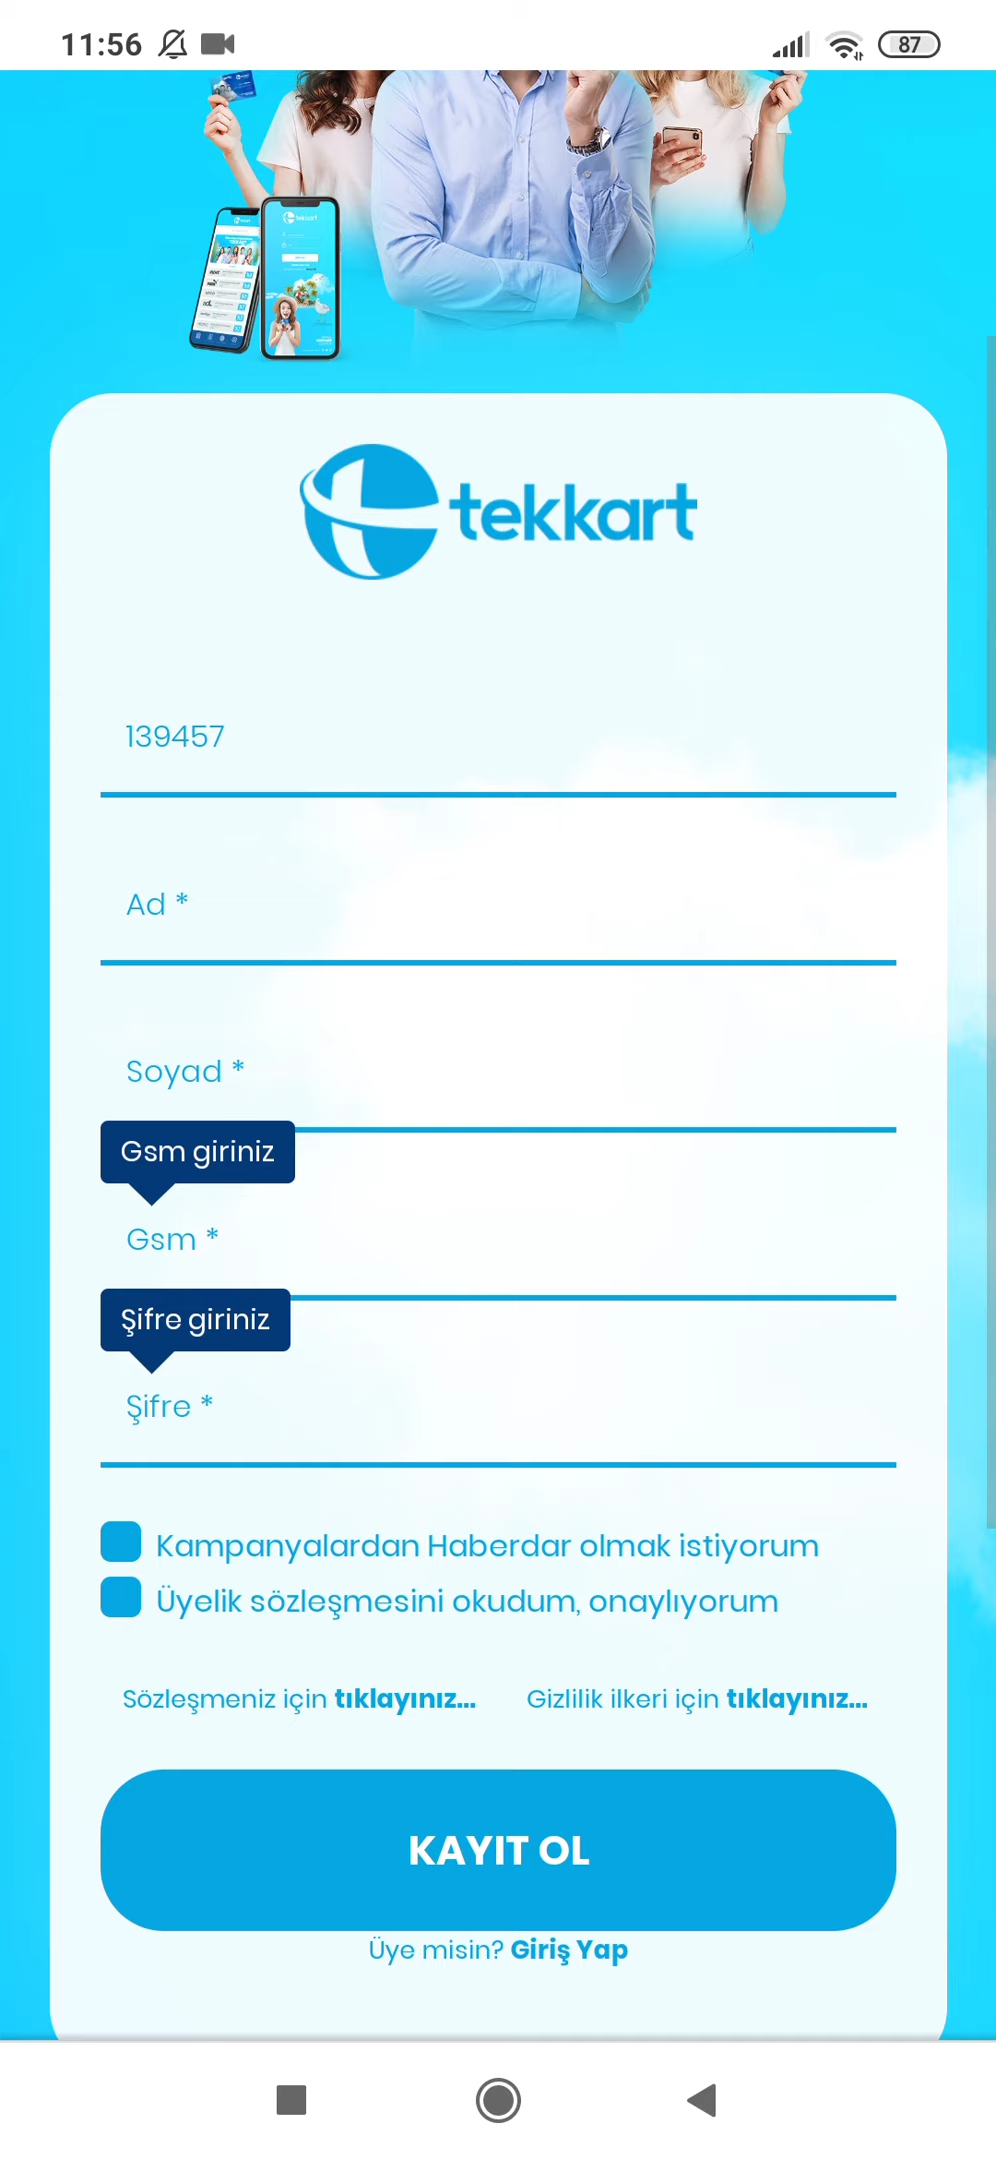 11:56
87
tekkart
139457
Ad *
Soyad *
Gsm giriniz
Gsm *
Şifre giriniz
Şifre *
Kampanyalardan Haberdar olmak istiyorum
Üyelik sözleşmesini okudum, onaylıyorum
Sözleşmeniz için tıklayınız... Gizlilik ilkeri için tıklayınız...
KAYIT OL
Üye misin? Giriş Yap